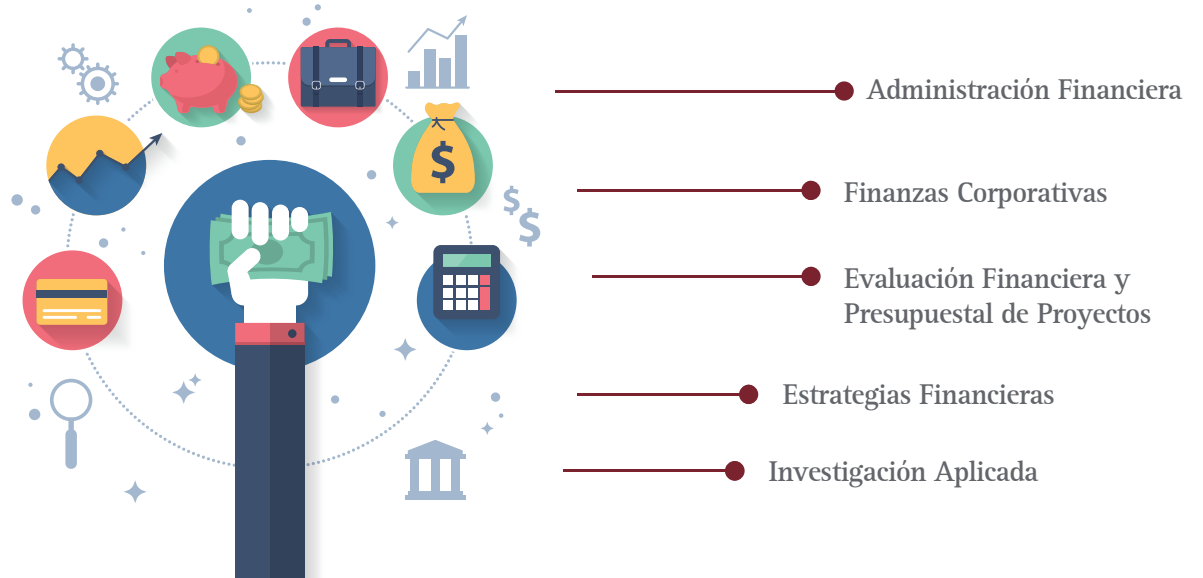 Administración Financiera
Finanzas Corporativas
Evaluación Financiera y
Presupuestal de Proyectos
Estrategias Financieras
Investigación Aplicada
$
$
$